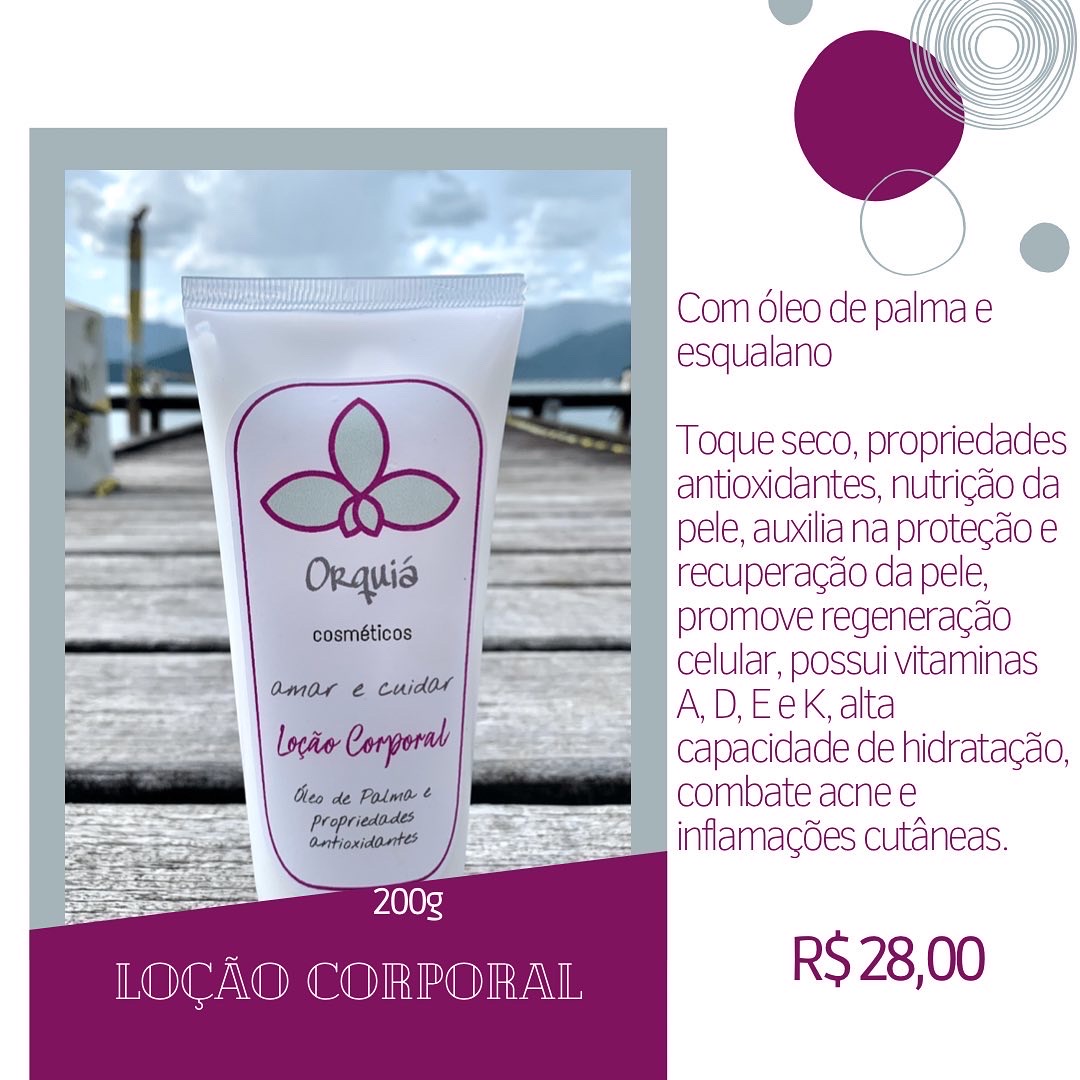 Orquiá
cosméticos
amar e cuidar
Loção Corporal
Óleo de Palma e
propriedades
antioxidantes
200g
LOÇÃO CORPORAL
Com óleo de palma e
esqualano
Toque seco, propriedades
antioxidantes, nutrição da
pele, auxilia na proteção e
recuperação da pele,
promove regeneração
celular, possui vitaminas
A, D, E e K, alta
capacidade de hidratação,
combate acne e
inflamações cutâneas.
R$ 28,00